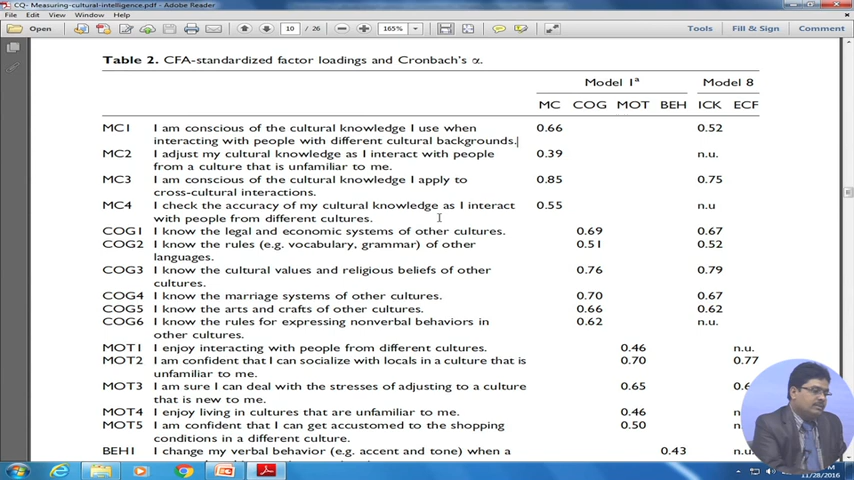 CQ- Measuring-cultural-intelligence.pdf - Adobe Reader
File Edit View Window Help
Open 10 / 26 165% Tools Fill & Sign Comment
Table 2. CFA-standardized factor loadings and Cronbach's α.
Model 1a Model 8
MC COG MOT BEH ICK ECF
MC1 I am conscious of the cultural knowledge I use when 0.66 0.52
interacting with people with different cultural backgrounds.
MC2 I adjust my cultural knowledge as I interact with people 0.39 n.u.
from a culture that is unfamiliar to me.
MC3 I am conscious of the cultural knowledge I apply to 0.85 0.75
cross-cultural interactions.
MC4 I check the accuracy of my cultural knowledge as I interact 0.55 n.u
with people from different cultures.
COG1 I know the legal and economic systems of other cultures. 0.69 0.67
COG2 I know the rules (e.g. vocabulary, grammar) of other 0.51 0.52
languages.
COG3 I know the cultural values and religious beliefs of other 0.76 0.79
cultures.
COG4 I know the marriage systems of other cultures. 0.70 0.67
COG5 I know the arts and crafts of other cultures. 0.66 0.62
COG6 I know the rules for expressing nonverbal behaviors in 0.62 n.u.
other cultures.
MOT1 I enjoy interacting with people from different cultures. 0.46 n.u.
MOT2 I am confident that I can socialize with locals in a culture that is 0.70 0.77
unfamiliar to me.
MOT3 I am sure I can deal with the stresses of adjusting to a culture 0.65
that is new to me.
MOT4 I enjoy living in cultures that are unfamiliar to me. 0.46
MOT5 I am confident that I can get accustomed to the shopping 0.50
conditions in a different culture.
BEH1 I change my verbal behavior (e.g. accent and tone) when a 0.43
11/28/2016